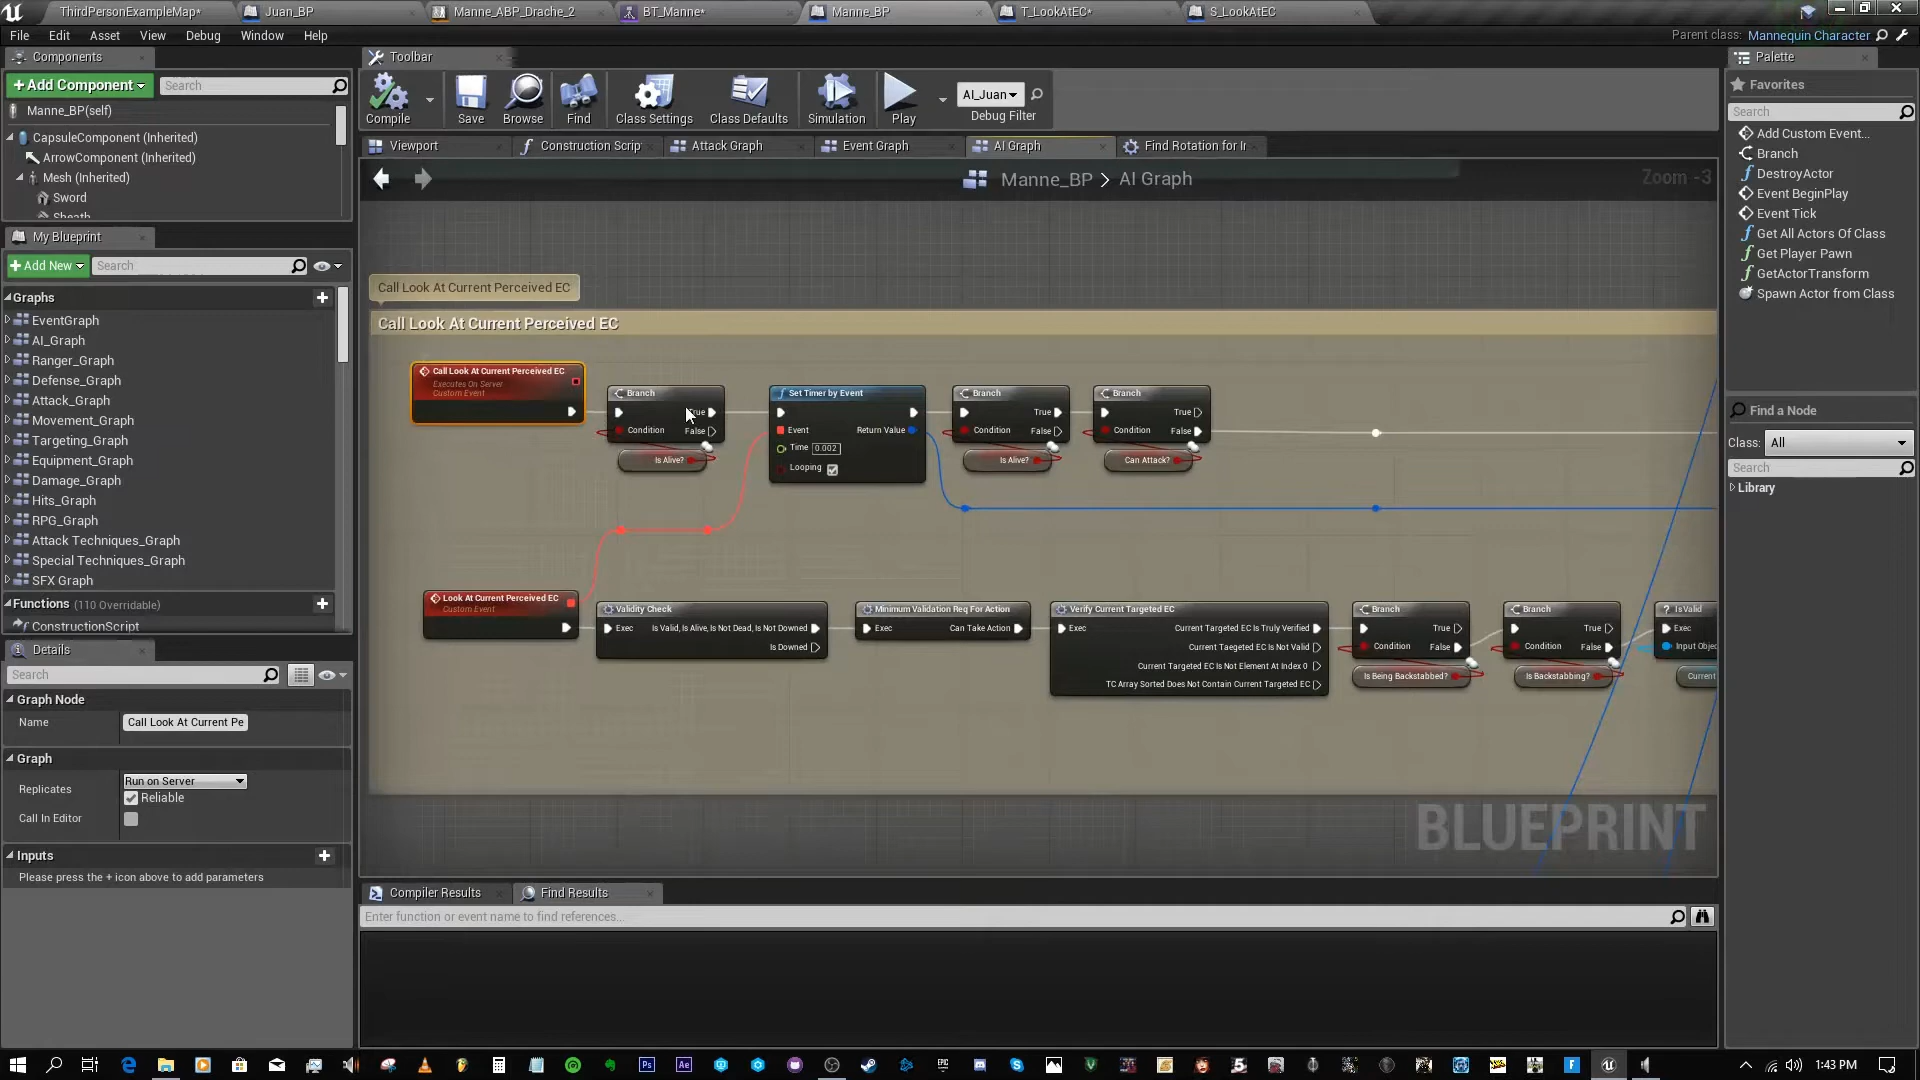 ThirdPersonExampleMap*
Juan_BP
Manne_ABP_Drache_2
BT_Manne*
Manne_BP
T_LookAtEC*
S_LookAtEC
File Edit Asset View Debug Window Help
Parent class: Mannequin Character
Components
Toolbar
Palette
+Add Component
Search
Manne_BP(self)
CapsuleComponent (Inherited)
ArrowComponent (Inherited)
Mesh (Inherited)
Sword
Sheath
Compile
Save
Browse
Find
Class Settings
Class Defaults
Simulation
Play
AI_Juan
Debug Filter
Favorites
Search
Add Custom Event...
Branch
DestroyActor
Event BeginPlay
Event Tick
Get All Actors Of Class
Get Player Pawn
GetActorTransform
Spawn Actor from Class
Viewport
Construction Scrip
Attack Graph
Event Graph
AI Graph
Find Rotation for Ir
Manne_BP > AI Graph
Zoom -3
My Blueprint
+Add New
Search
Graphs
EventGraph
AI_Graph
Ranger_Graph
Defense_Graph
Attack_Graph
Movement_Graph
Targeting_Graph
Equipment_Graph
Damage_Graph
Hits_Graph
RPG_Graph
Attack Techniques_Graph
Special Techniques_Graph
SFX Graph
Functions (110 Overridable)
ConstructionScript
Call Look At Current Perceived EC
Call Look At Current Perceived EC
Call Look At Current Perceived EC
Executes On Server
Custom Event
Branch
True
Condition
False
Is Alive?
Set Timer by Event
Event
Return Value
Time 0.002
Looping
Branch
True
Condition
False
Is Alive?
Branch
True
Condition
False
Can Attack?
Look At Current Perceived EC
Custom Event
Validity Check
Exec
Is Valid, Is Alive, Is Not Dead, Is Not Downed
Is Downed
Minimum Validation Req For Action
Exec
Can Take Action
Verify Current Targeted EC
Exec
Current Targeted EC Is Truly Verified
Current Targeted EC Is Not Valid
Current Targeted EC Is Not Element At Index 0
TC Array Sorted Does Not Contain Current Targeted EC
Branch
True
Condition
False
Is Being Backstabbed?
Branch
True
Condition
False
Is Backstabbing?
? Is Valid
Exec
Input Objec
Current
BLUEPRINT
Find a Node
Class: All
Search
Library
Details
Search
Graph Node
Name
Call Look At Current Pe
Graph
Replicates
Run on Server
Reliable
Call In Editor
Inputs
Please press the + icon above to add parameters
Compiler Results
Find Results
Enter function or event name to find references...
Ps
Ae
EPIC
1:43 PM